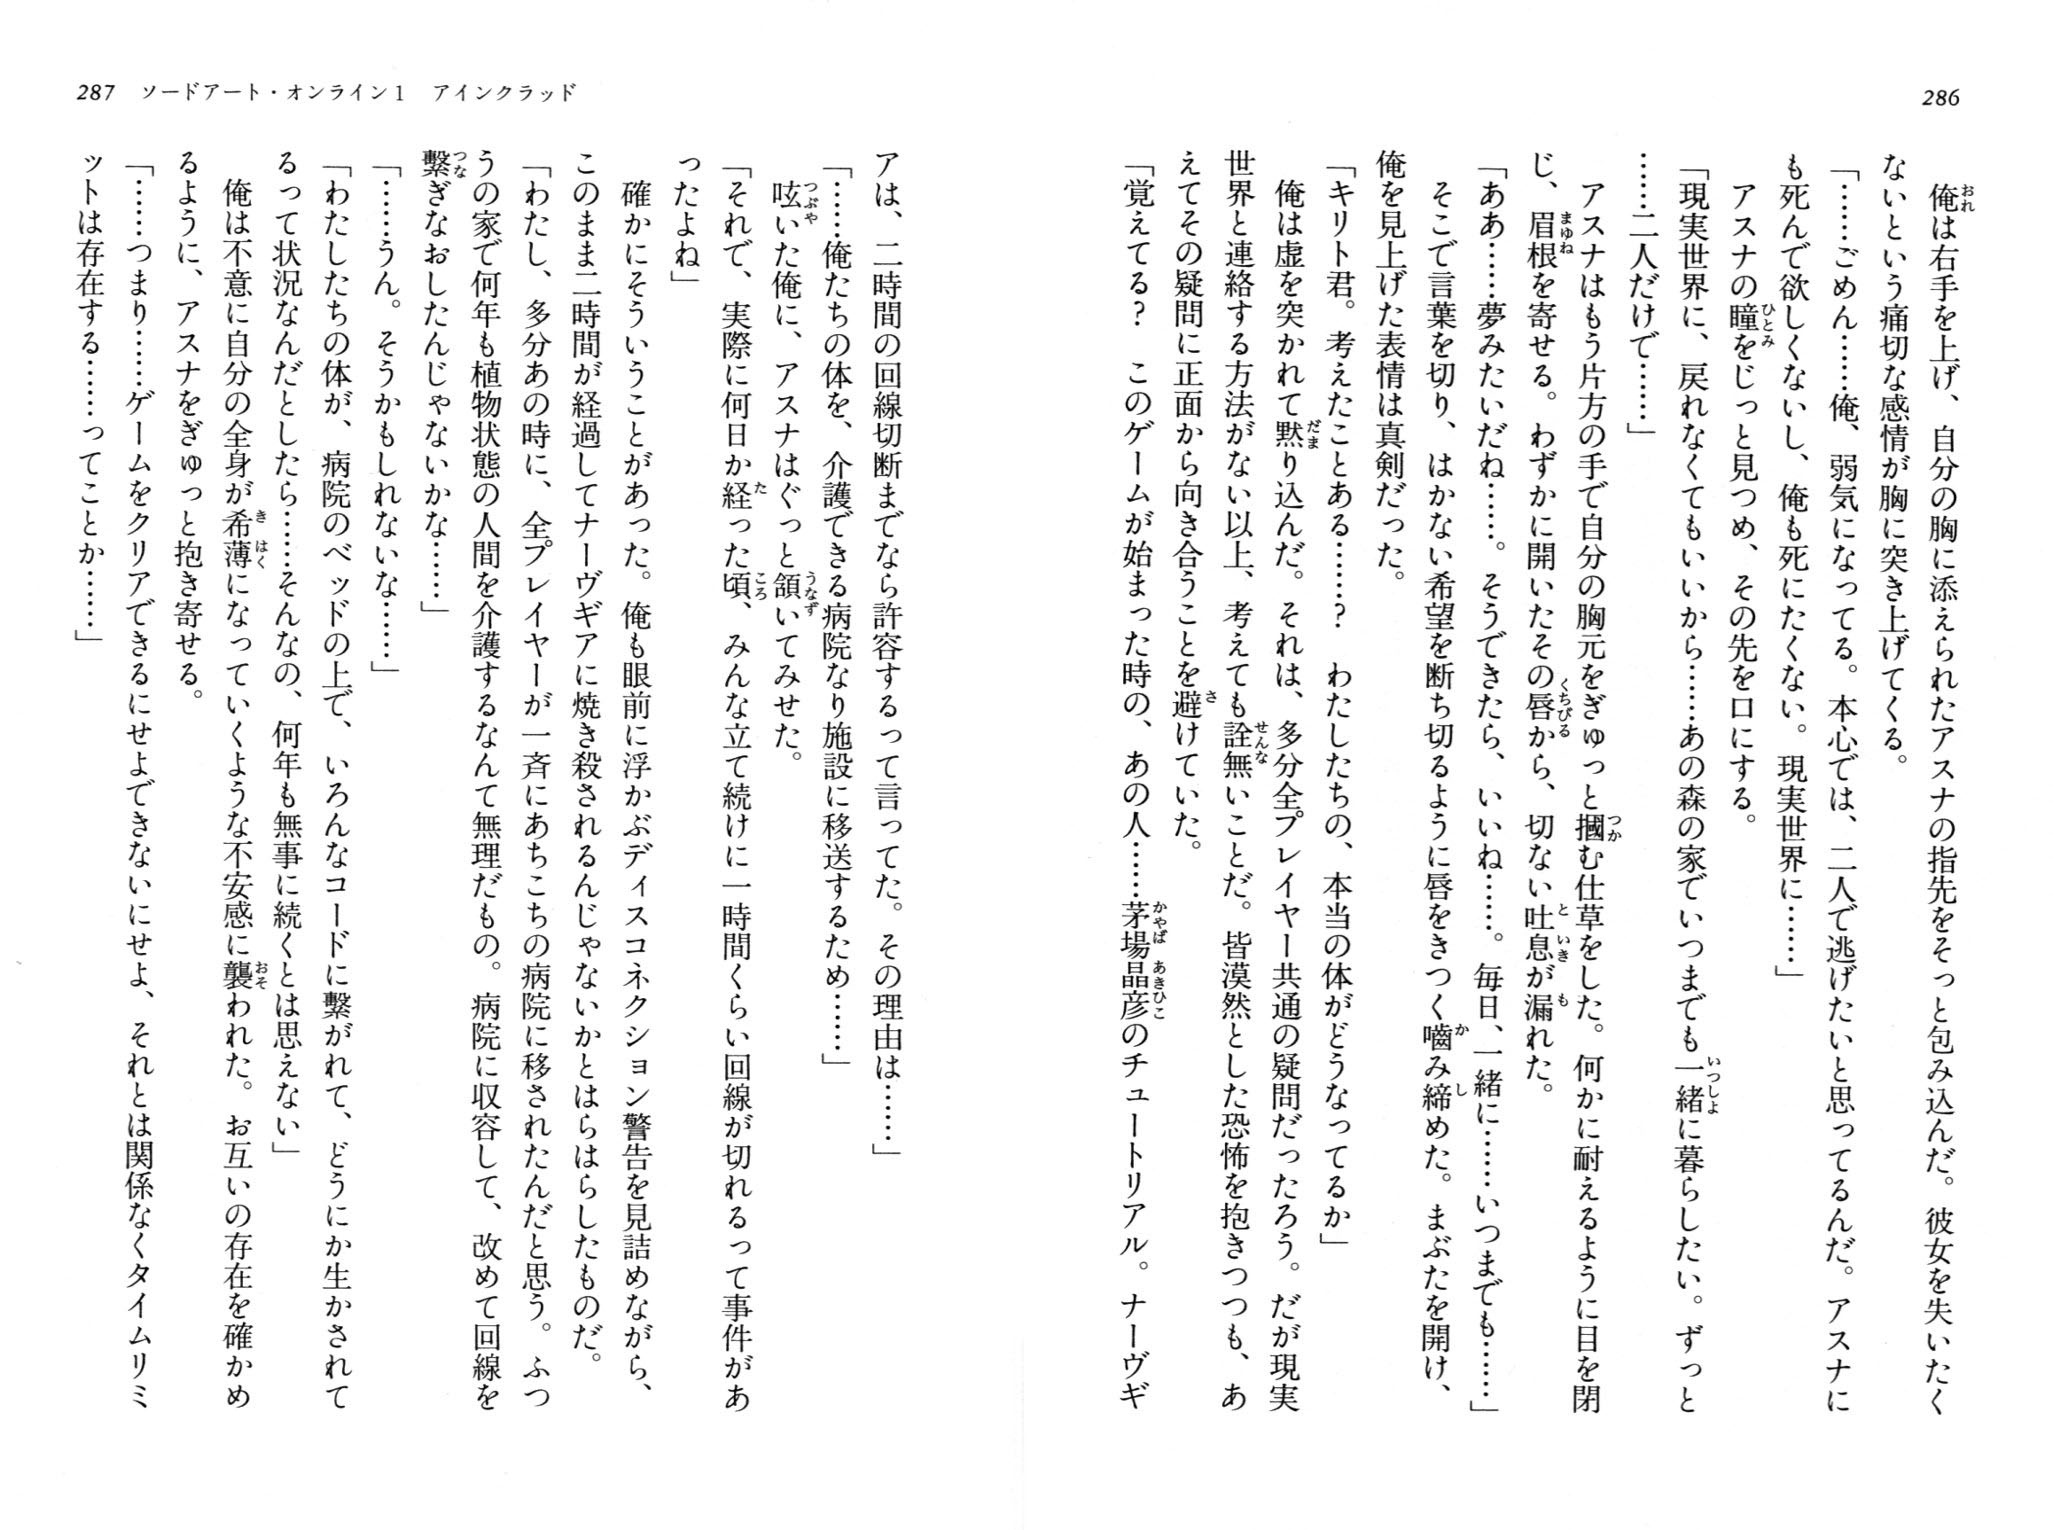 286
俺は右手を上げ、自分の胸に添えられたアスナの指先をそっと包み込んだ。彼女を失いたく
ないという痛切な感情が胸に突き上げてくる。
「……ごめん……俺、弱気になってる。本心では、二人で逃げたいと思ってるんだ。アスナに
も死んで欲しくないし、俺も死にたくない。現実世界に……」
アスナの瞳をじっと見つめ、その先を口にする。
「現実世界に、戻れなくてもいいから……あの森の家でいつまでも一緒に暮らしたい。ずっと
……二人だけで……」
アスナはもう片方の手で自分の胸元をぎゅっと摑む仕草をした。何かに耐えるように目を閉
じ、眉根を寄せる。わずかに開いたその唇から、切ない吐息が漏れた。
「ああ……夢みたいだね……。そうできたら、いいね……。毎日、一緒に……いつまでも……」
そこで言葉を切り、はかない希望を断ち切るように唇をきつく嚙み締めた。まぶたを開け、
俺を見上げた表情は真剣だった。
「キリト君。考えたことある……？　わたしたちの、本当の体がどうなってるか」
俺は虚を突かれて黙り込んだ。それは、多分全プレイヤー共通の疑問だったろう。だが現実
世界と連絡する方法がない以上、考えても詮無いことだ。皆漠然とした恐怖を抱きつつも、あ
えてその疑問に正面から向き合うことを避けていた。
「覚えてる？　このゲームが始まった時の、あの人……茅場晶彦のチュートリアル。ナーヴギ
287 ソードアート・オンライン1　アインクラッド
アは、二時間の回線切断までなら許容するって言ってた。その理由は……」
「……俺たちの体を、介護できる病院なり施設に移送するため……」
呟いた俺に、アスナはぐっと頷いてみせた。
「それで、実際に何日か経った頃、みんな立て続けに一時間くらい回線が切れるって事件があ
ったよね」
確かにそういうことがあった。俺も眼前に浮かぶディスコネクション警告を見詰めながら、
このまま二時間が経過してナーヴギアに焼き殺されるんじゃないかとはらはらしたものだ。
「わたし、多分あの時に、全プレイヤーが一斉にあちこちの病院に移されたんだと思う。ふつ
うの家で何年も植物状態の人間を介護するなんて無理だもの。病院に収容して、改めて回線を
繫ぎなおしたんじゃないかな……」
「……うん。そうかもしれないな……」
「わたしたちの体が、病院のベッドの上で、いろんなコードに繫がれて、どうにか生かされて
るって状況なんだとしたら……そんなの、何年も無事に続くとは思えない」
俺は不意に自分の全身が希薄になっていくような不安感に襲われた。お互いの存在を確かめ
るように、アスナをぎゅっと抱き寄せる。
「……つまり……ゲームをクリアできるにせよできないにせよ、それとは関係なくタイムリミ
ットは存在する……ってことか……」